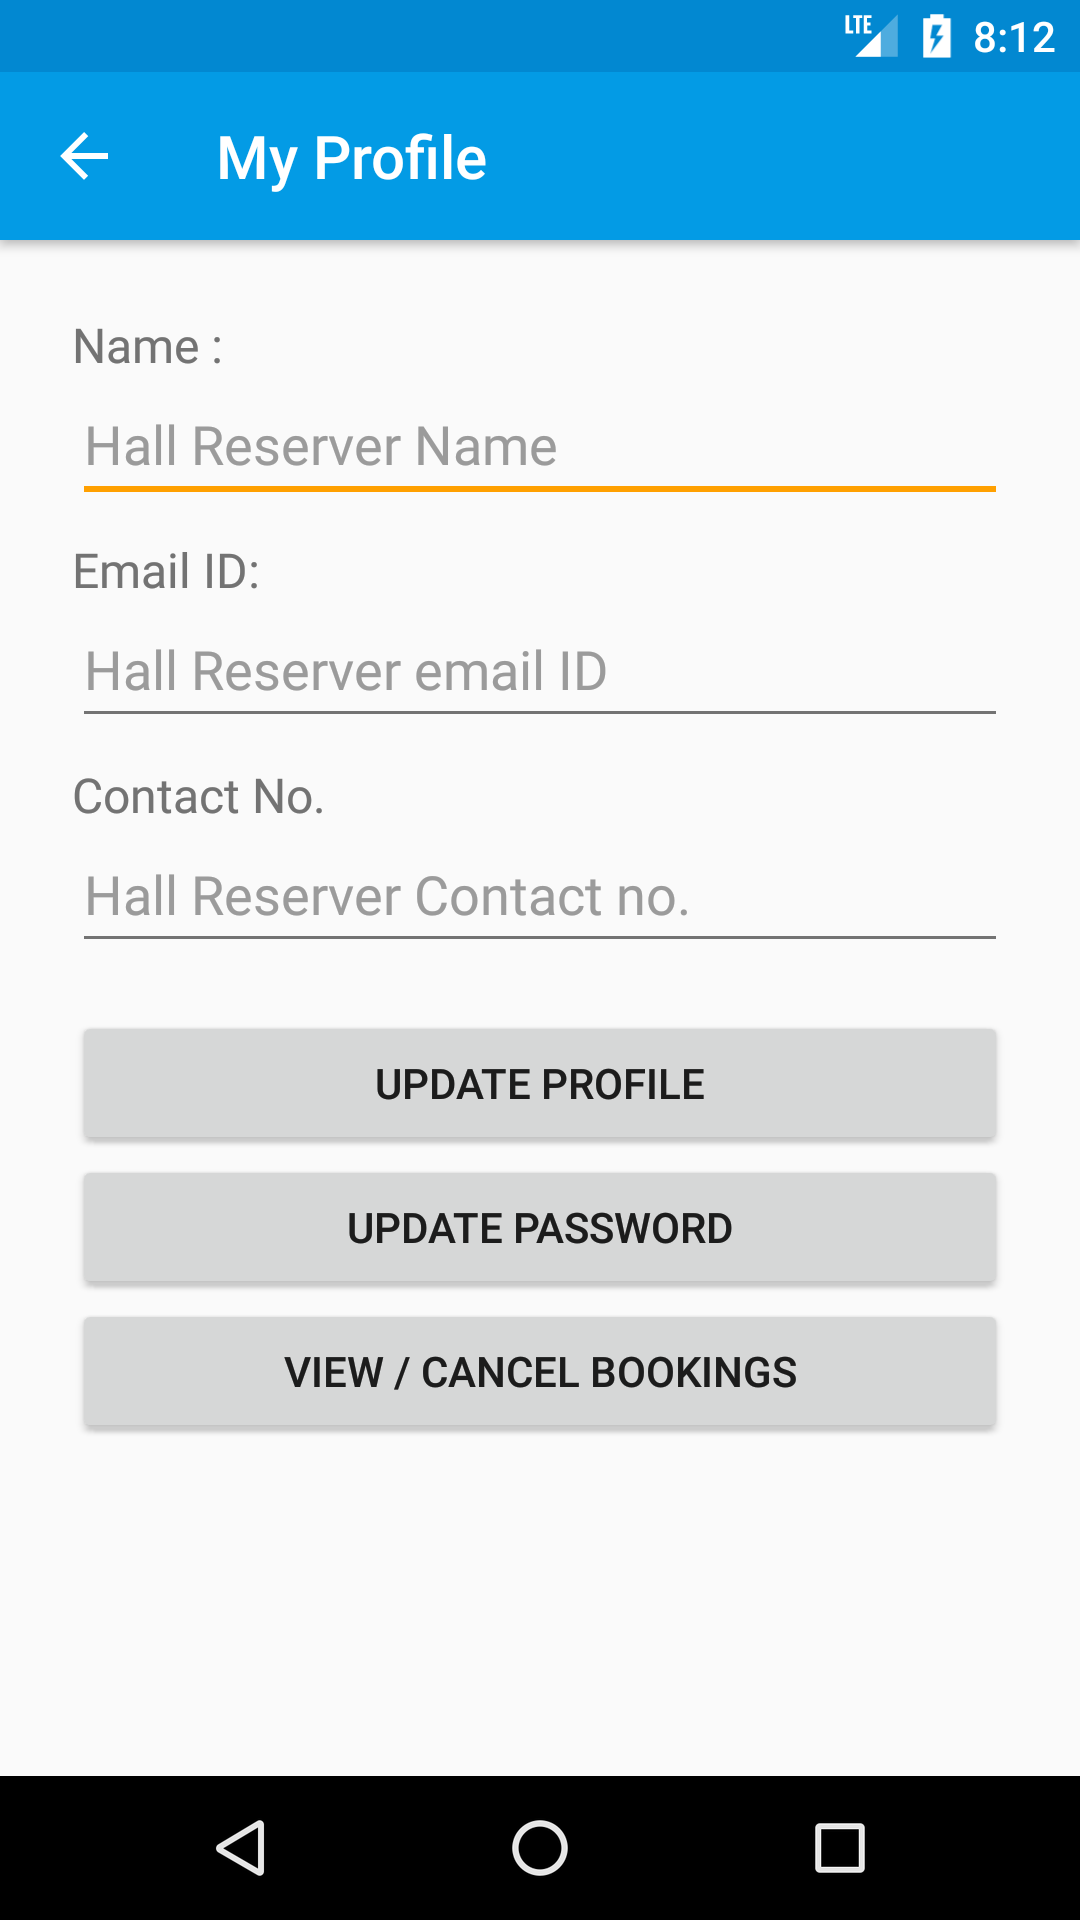 LTE 8:12
My Profile
Name :
Hall Reserver Name
Email ID:
Hall Reserver email ID
Contact No.
Hall Reserver Contact no.
UPDATE PROFILE
UPDATE PASSWORD
VIEW / CANCEL BOOKINGS